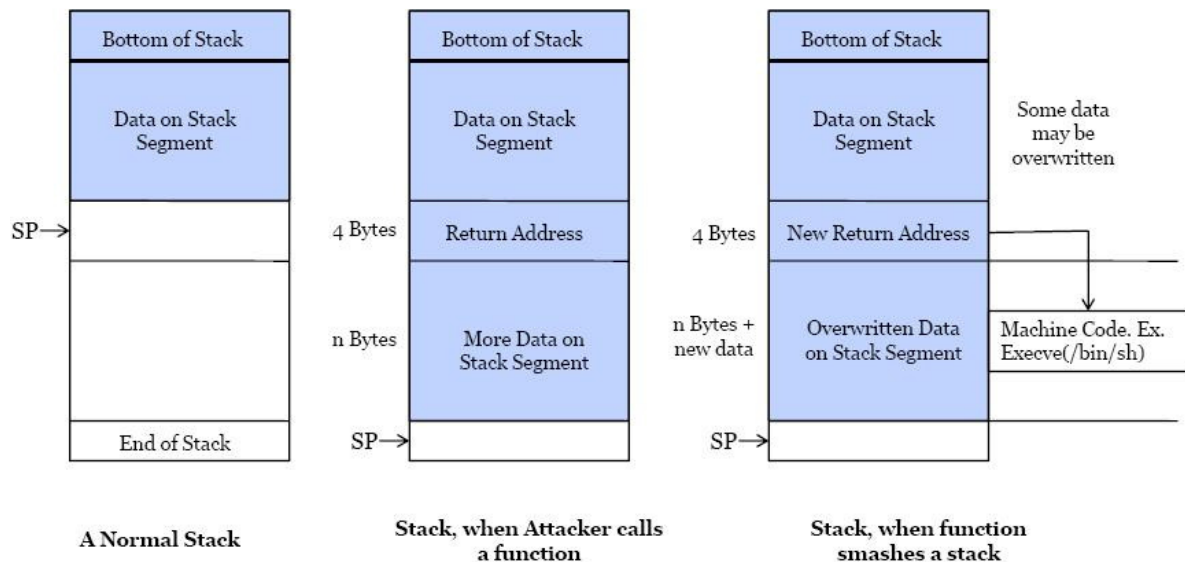 Bottom of Stack
Data on Stack
Segment
SP
End of Stack
A Normal Stack
Bottom of Stack
Data on Stack
Segment
4 Bytes
Return Address
n Bytes
More Data on
Stack Segment
SP
Stack, when Attacker calls
a function
Bottom of Stack
Data on Stack
Segment
Some data
may be
overwritten
4 Bytes
New Return Address
n Bytes +
new data
Overwritten Data
on Stack Segment
Machine Code. Ex.
Execve(/bin/sh)
SP
Stack, when function
smashes a stack